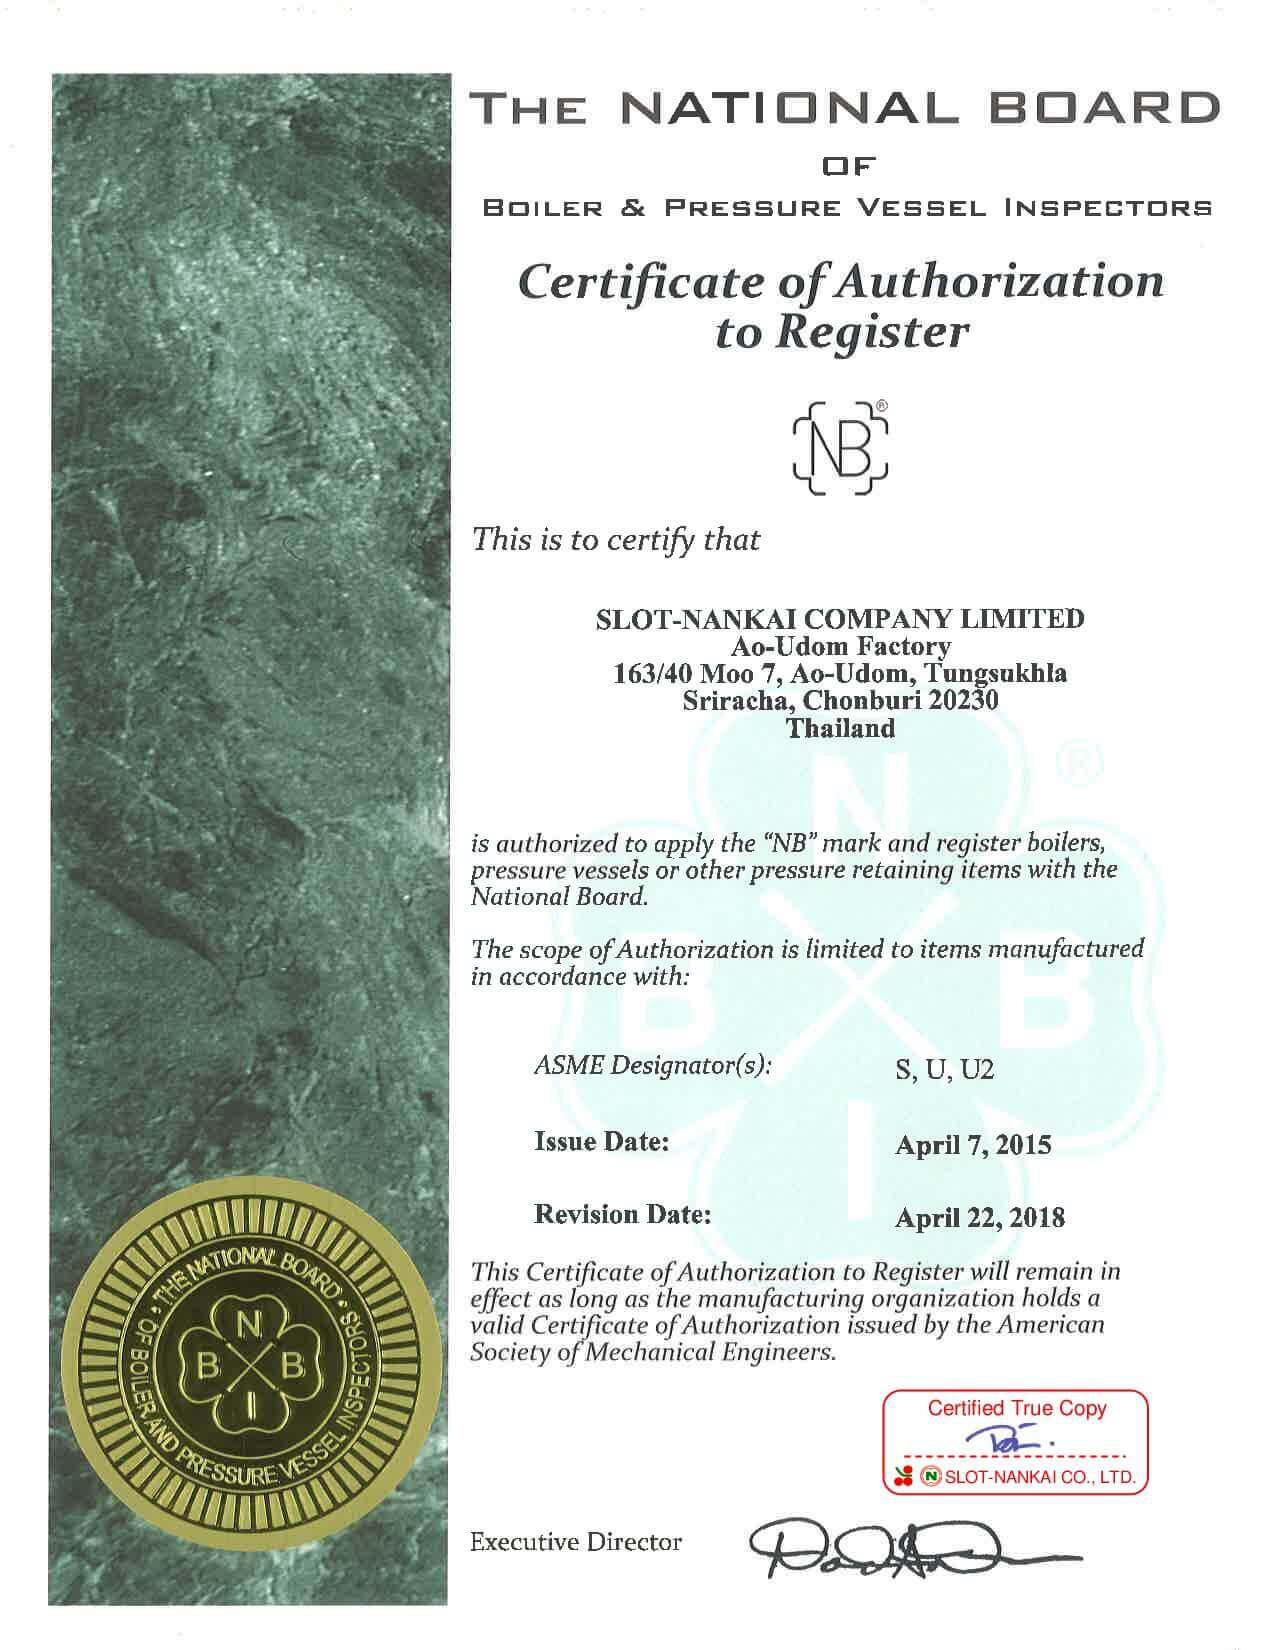 THE NATIONAL BOARD
OF
BOILER & PRESSURE VESSEL INSPECTORS
Certificate of Authorization
to Register
NB®
This is to certify that
SLOT-NANKAI COMPANY LIMITED
Ao-Udom Factory
163/40 Moo 7, Ao-Udom, Tungsukhla
Sriracha, Chonburi 20230
Thailand
N ®
B B
I
is authorized to apply the “NB” mark and register boilers,
pressure vessels or other pressure retaining items with the
National Board.
The scope of Authorization is limited to items manufactured
in accordance with:
ASME Designator(s): S, U, U2
Issue Date: April 7, 2015
Revision Date: April 22, 2018
This Certificate of Authorization to Register will remain in
effect as long as the manufacturing organization holds a
valid Certificate of Authorization issued by the American
Society of Mechanical Engineers.
• THE NATIONAL BOARD •
OF BOILER AND PRESSURE VESSEL INSPECTORS
N
B B
I
Certified True Copy
N SLOT-NANKAI CO., LTD.
Executive Director